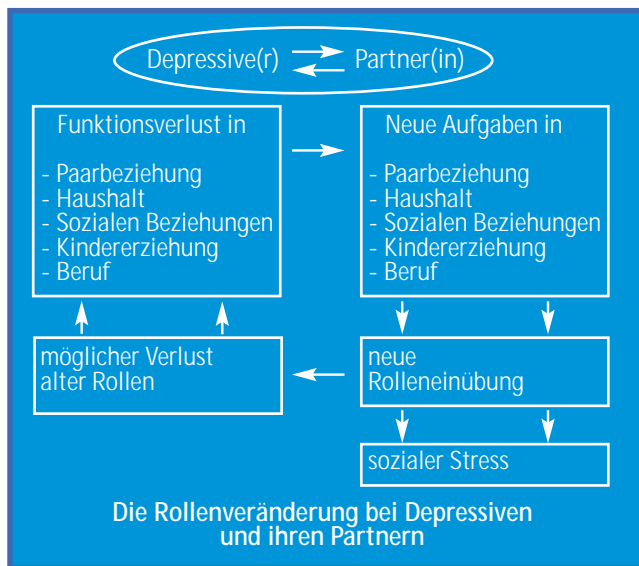 Depressive(r) Partner(in)
Funktionsverlust in
- Paarbeziehung
- Haushalt
- Sozialen Beziehungen
- Kindererziehung
- Beruf
Neue Aufgaben in
- Paarbeziehung
- Haushalt
- Sozialen Beziehungen
- Kindererziehung
- Beruf
möglicher Verlust
alter Rollen
neue
Rolleneinübung
sozialer Stress
Die Rollenveränderung bei Depressiven
und ihren Partnern